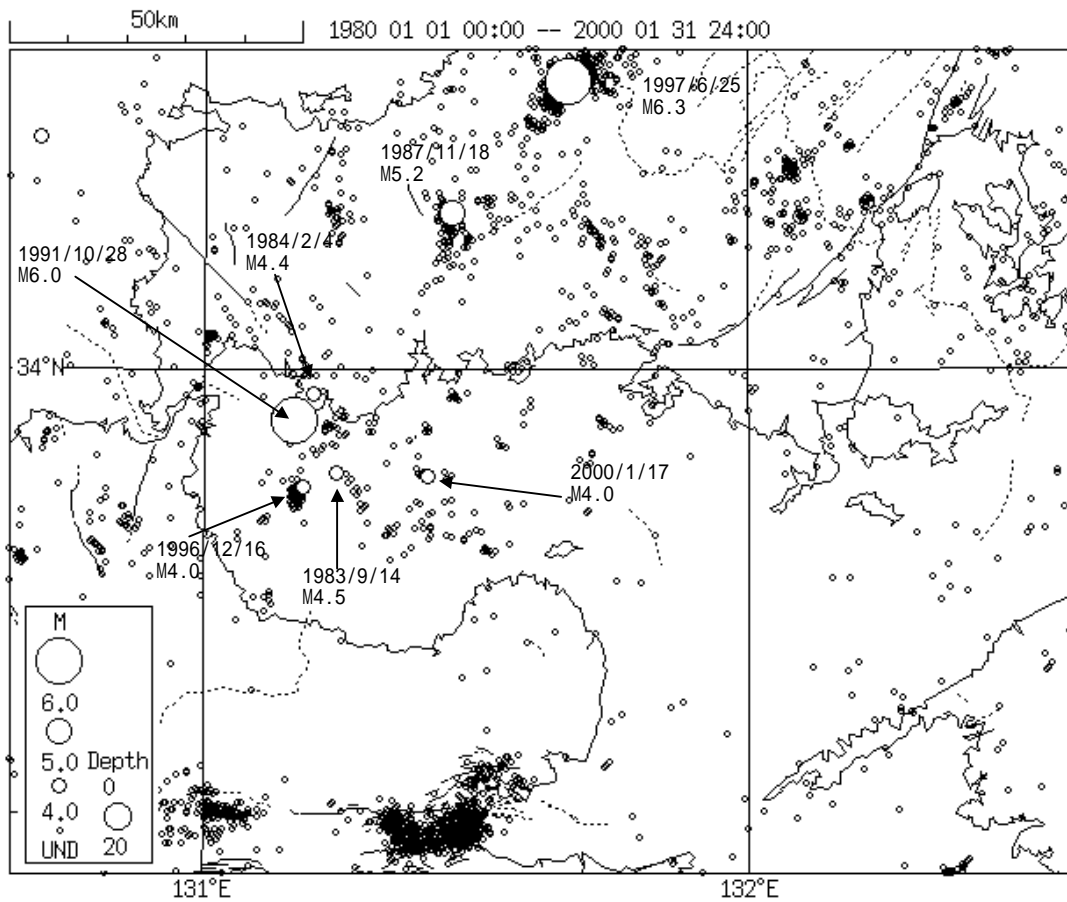 50km
1980 01 01 00:00 -- 2000 01 31 24:00
1997/6/25
M6.3
1987/11/18
M5.2
1984/2/4
M4.4
1991/10/28
M6.0
34°N
2000/1/17
M4.0
1996/12/16
M4.0
1983/9/14
M4.5
M
6.0
5.0 Depth
0
4.0
UND 20
131°E
132°E